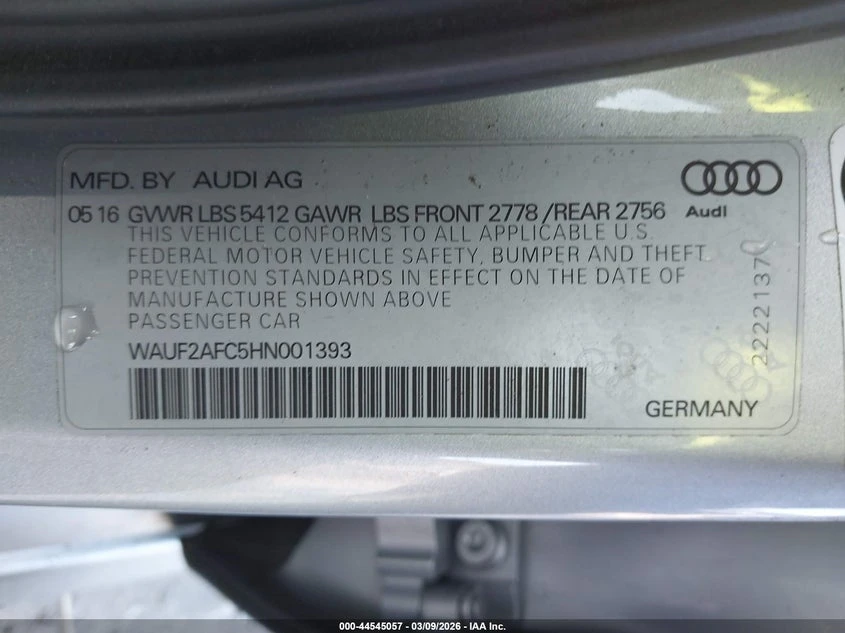 MFD. BY AUDI AG
05 16 GVWR LBS 5412 GAWR LBS FRONT 2778 /REAR 2756
Audi
THIS VEHICLE CONFORMS TO ALL APPLICABLE U.S.
FEDERAL MOTOR VEHICLE SAFETY, BUMPER AND THEFT
PREVENTION STANDARDS IN EFFECT ON THE DATE OF
MANUFACTURE SHOWN ABOVE
PASSENGER CAR
WAUF2AFC5HN001393
GERMANY
22221370
000-44545057 | 03/09/2026 - IAA Inc.